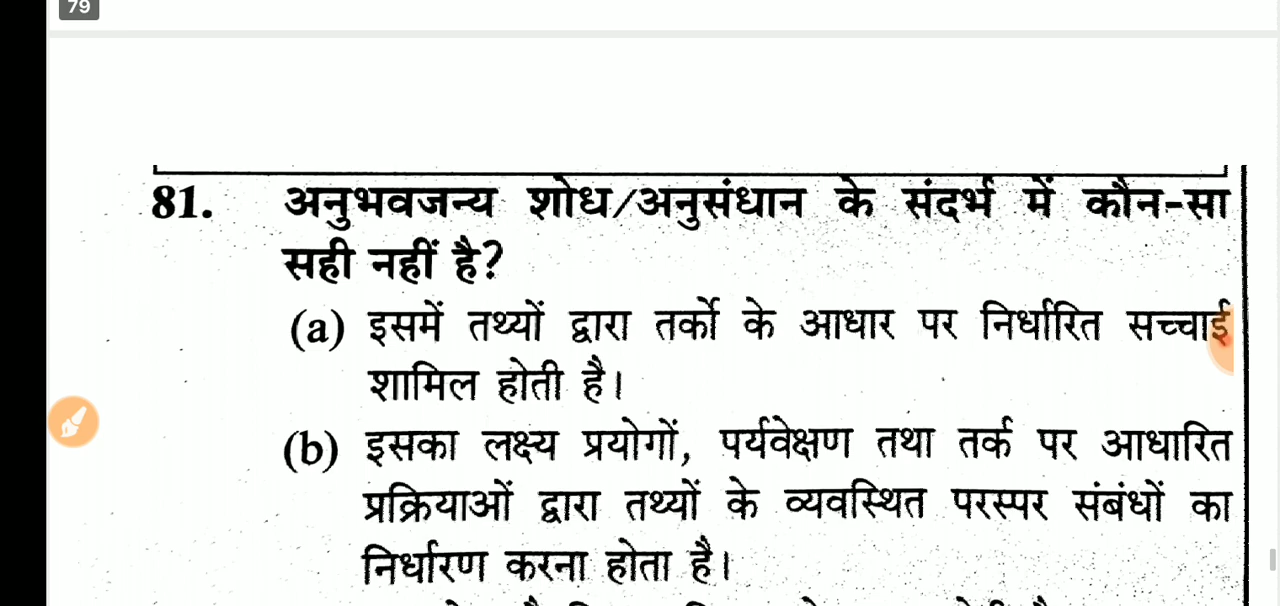 79
81. अनुभवजन्य शोध/अनुसंधान के संदर्भ में कौन-सा
सही नहीं है?
(a) इसमें तथ्यों द्वारा तर्को के आधार पर निर्धारित सच्चाई
शामिल होती है।
(b) इसका लक्ष्य प्रयोगों, पर्यवेक्षण तथा तर्क पर आधारित
प्रक्रियाओं द्वारा तथ्यों के व्यवस्थित परस्पर संबंधों का
निर्धारण करना होता है।